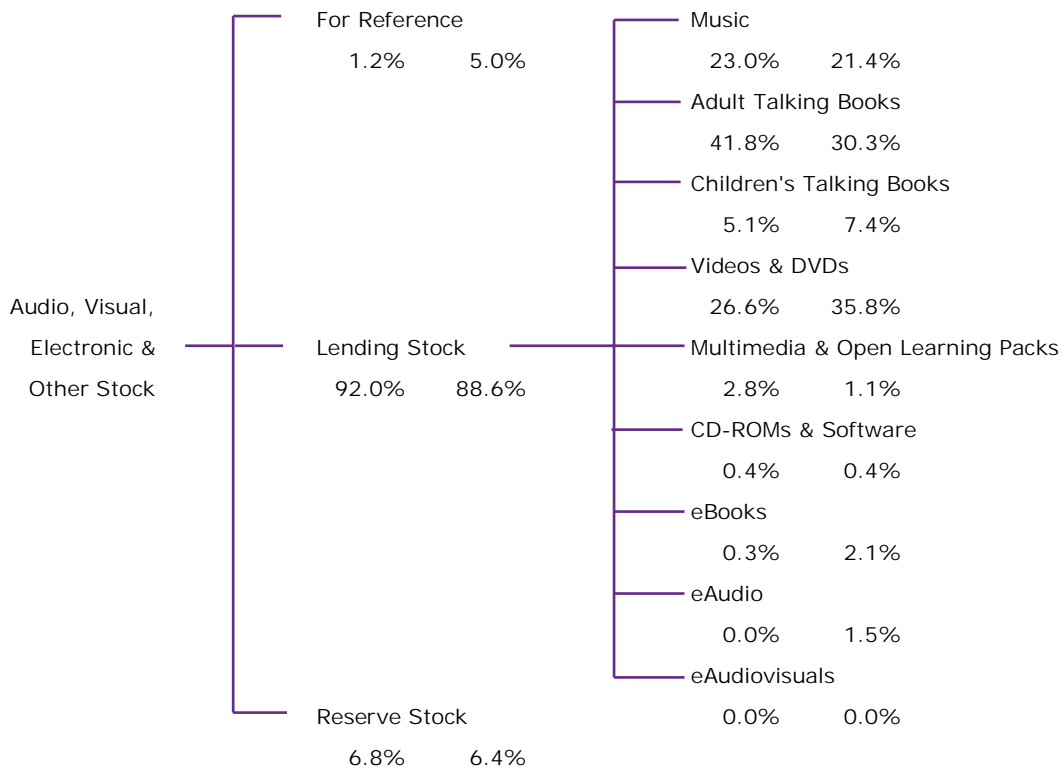 For Reference
1.2% 5.0%
Music
23.0% 21.4%
Adult Talking Books
41.8% 30.3%
Children's Talking Books
5.1% 7.4%
Videos & DVDs
26.6% 35.8%
Audio, Visual,
Electronic &
Other Stock
Lending Stock
92.0% 88.6%
Multimedia & Open Learning Packs
2.8% 1.1%
CD-ROMs & Software
0.4% 0.4%
eBooks
0.3% 2.1%
eAudio
0.0% 1.5%
eAudiovisuals
0.0% 0.0%
Reserve Stock
6.8% 6.4%